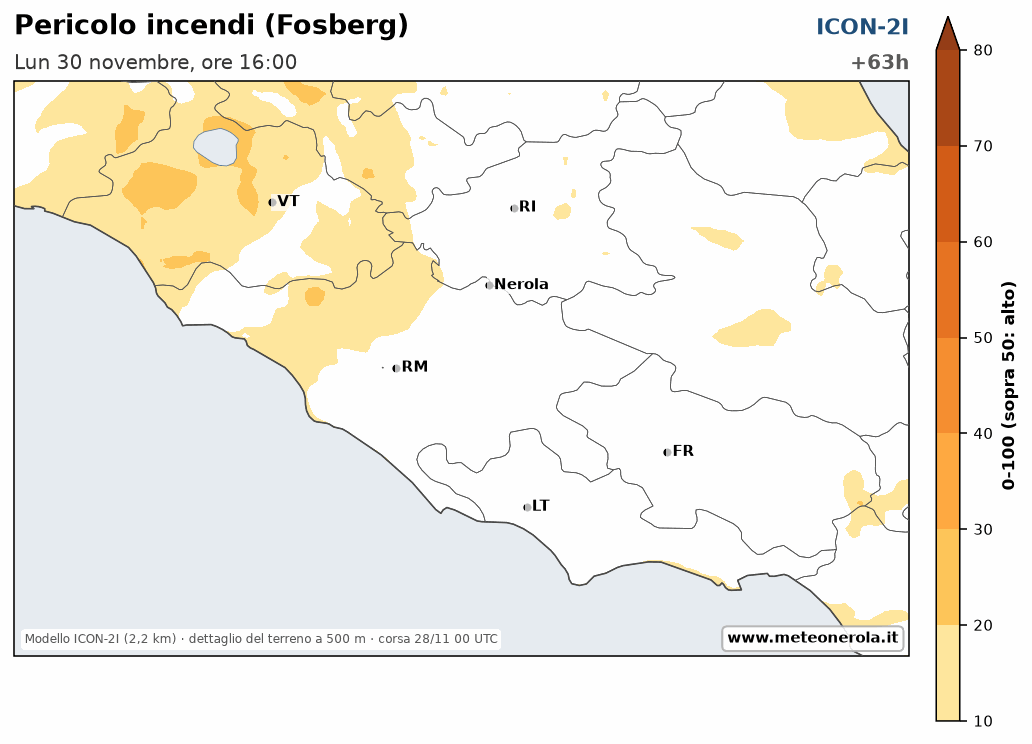 Pericolo incendi (Fosberg)
ICON-2I
Lun 30 novembre, ore 16:00
+63h
80
70
60
50
40
30
20
10
0-100 (sopra 50: alto)
VT
RI
Nerola
RM
FR
LT
Modello ICON-2I (2,2 km) · dettaglio del terreno a 500 m · corsa 28/11 00 UTC
www.meteonerola.it